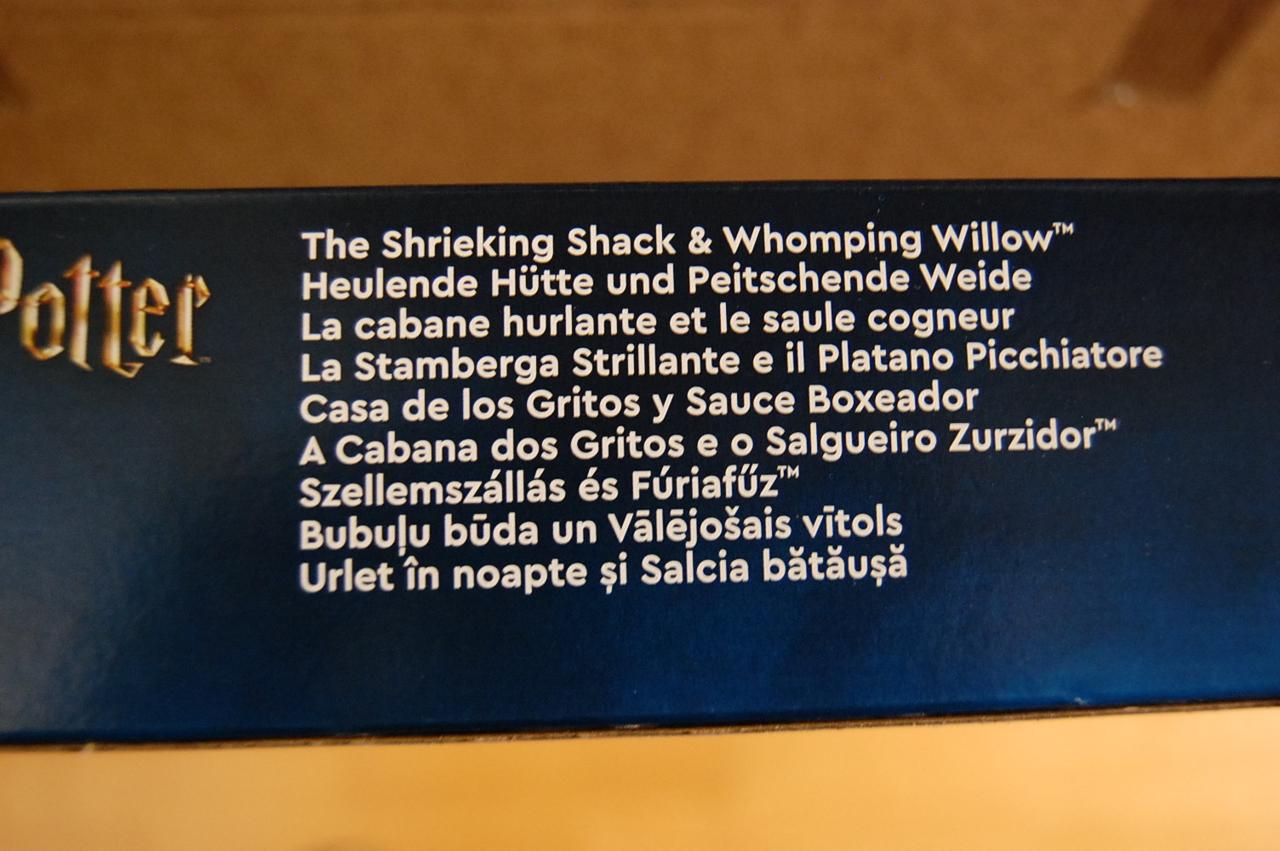 Potter
The Shrieking Shack & Whomping Willow™
Heulende Hütte und Peitschende Weide
La cabane hurlante et le saule cogneur
La Stamberga Strillante e il Platano Picchiatore
Casa de los Gritos y Sauce Boxeador
A Cabana dos Gritos e o Salgueiro Zurzidor™
Szellemszállás és Fúriafűz™
Bubuļu būda un Vālējošais vītols
Urlet în noapte și Salcia bătăușă